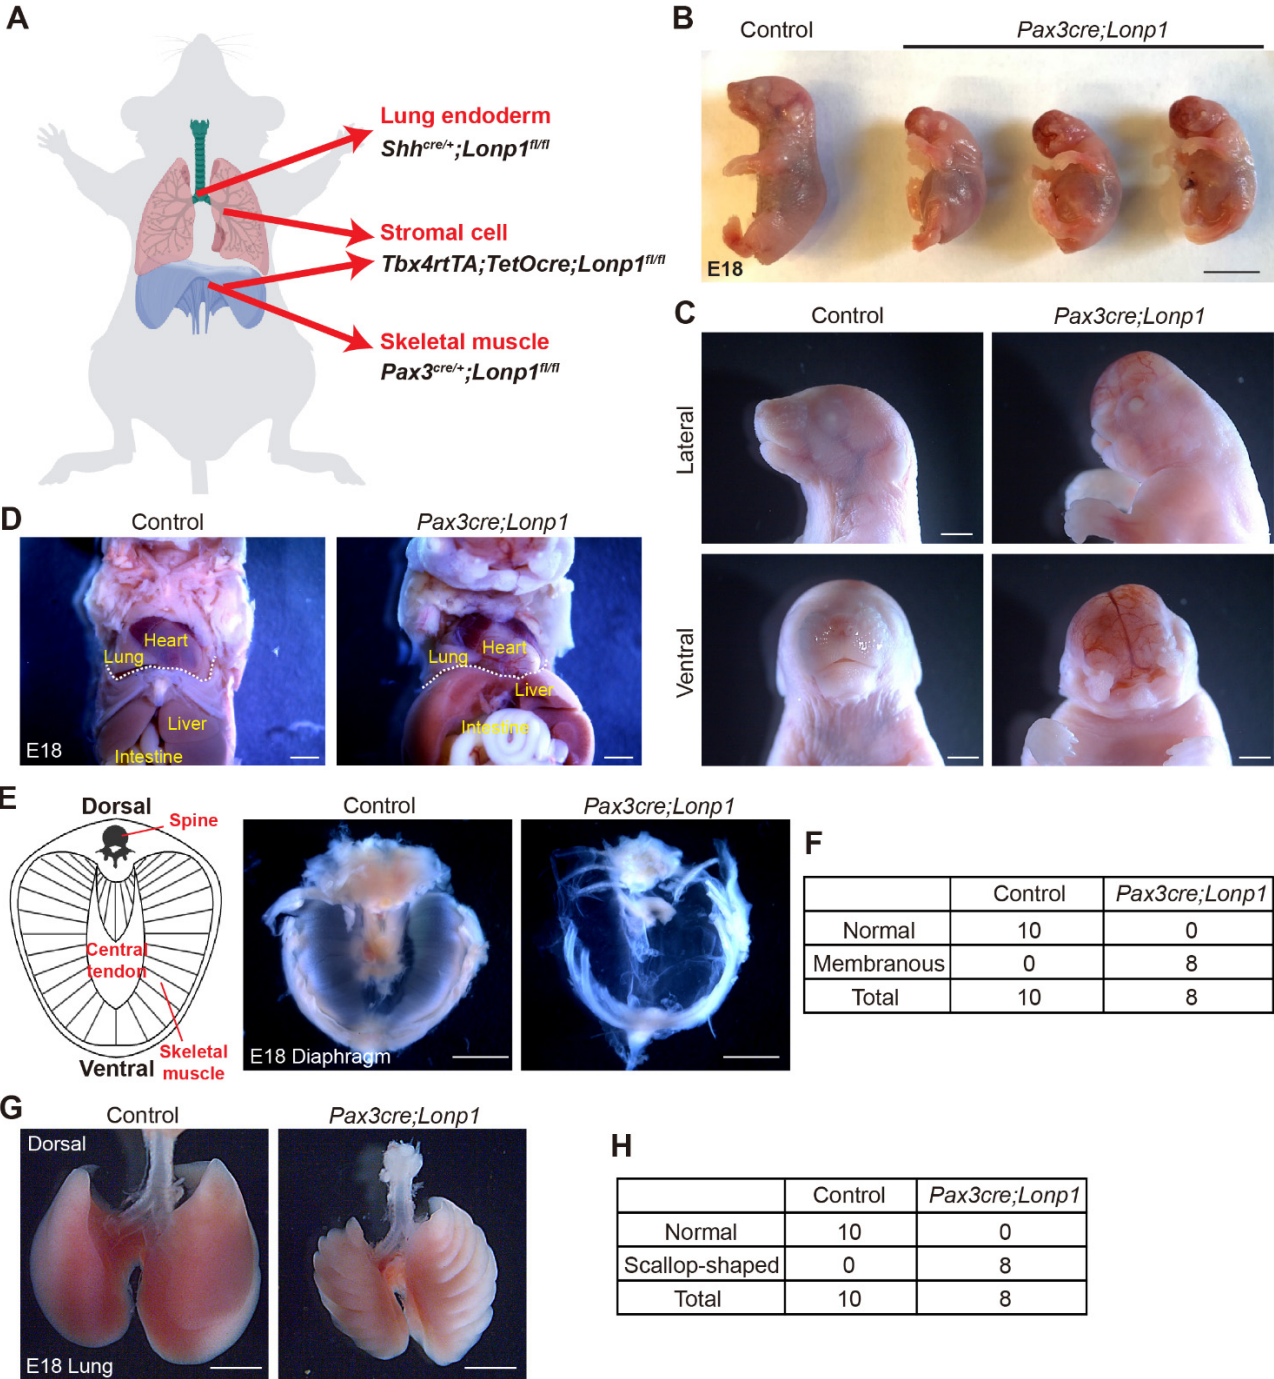 A
Lung endoderm
Shhcre/+;Lonp1fl/fl
Stromal cell
Tbx4rtTA;TetOcre;Lonp1fl/fl
Skeletal muscle
Pax3cre/+;Lonp1fl/fl
B
Control Pax3cre;Lonp1
E18
C
Control Pax3cre;Lonp1
Lateral
Ventral
D
Control Pax3cre;Lonp1
Heart
Lung
Liver
Intestine
E18
Heart
Lung
Liver
Intestine
E
Dorsal
Spine
Central
tendon
Ventral
Skeletal
muscle
Control Pax3cre;Lonp1
E18 Diaphragm
F
Control Pax3cre;Lonp1
Normal 10 0
Membranous 0 8
Total 10 8
G
Control Pax3cre;Lonp1
Dorsal
E18 Lung
H
Control Pax3cre;Lonp1
Normal 10 0
Scallop-shaped 0 8
Total 10 8